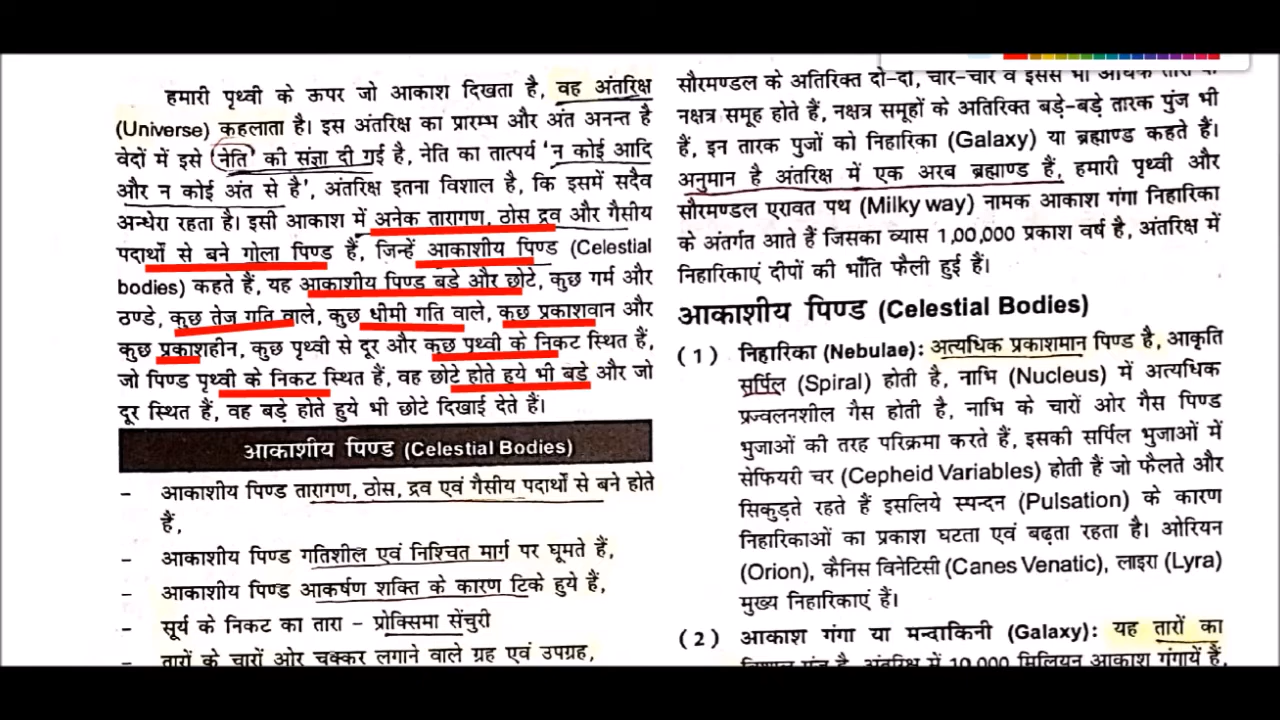 हमारी पृथ्वी के ऊपर जो आकाश दिखता है, वह अंतरिक्ष
(Universe) कहलाता है। इस अंतरिक्ष का प्रारम्भ और अंत अनन्त है
वेदों में इसे 'नेति' की संज्ञा दी गई है, नेति का तात्पर्य 'न कोई आदि
और न कोई अंत से है', अंतरिक्ष इतना विशाल है, कि इसमें सदैव
अन्धेरा रहता है। इसी आकाश में अनेक तारागण, ठोस द्रव और गैसीय
पदार्थो से बने गोला पिण्ड हैं, जिन्हें आकाशीय पिण्ड (Celestial
bodies) कहते हैं, यह आकाशीय पिण्ड बडे और छोटे, कुछ गर्म और
ठण्डे, कुछ तेज गति वाले, कुछ धीमी गति वाले, कुछ प्रकाशवान और
कुछ प्रकाशहीन, कुछ पृथ्वी से दूर और कुछ पृथ्वी के निकट स्थित हैं,
जो पिण्ड पृथ्वी के निकट स्थित हैं, वह छोटे होते हुये भी बडे और जो
दूर स्थित हैं, वह बड़े होते हुये भी छोटे दिखाई देते हैं।
आकाशीय पिण्ड (Celestial Bodies)
- आकाशीय पिण्ड तारागण, ठोस, द्रव एवं गैसीय पदार्थों से बने होते
हैं,
- आकाशीय पिण्ड गतिशील एवं निश्चित मार्ग पर घूमते हैं,
- आकाशीय पिण्ड आकर्षण शक्ति के कारण टिके हुये हैं,
- सूर्य के निकट का तारा - प्रोक्सिमा सेंचुरी
- तारों के चारों ओर चक्कर लगाने वाले ग्रह एवं उपग्रह,
सौरमण्डल के अतिरिक्त दो-दो, चार-चार व इससे भी अधिक तारों के
नक्षत्र समूह होते हैं, नक्षत्र समूहों के अतिरिक्त बड़े-बड़े तारक पुंज भी
हैं, इन तारक पुजों को निहारिका (Galaxy) या ब्रह्माण्ड कहते हैं।
अनुमान है अंतरिक्ष में एक अरब ब्रह्माण्ड हैं, हमारी पृथ्वी और
सौरमण्डल एरावत पथ (Milky way) नामक आकाश गंगा निहारिका
के अंतर्गत आते हैं जिसका व्यास 1,00,000 प्रकाश वर्ष है, अंतरिक्ष में
निहारिकाएं दीपों की भाँति फैली हुई हैं।
आकाशीय पिण्ड (Celestial Bodies)
(1) निहारिका (Nebulae): अत्यधिक प्रकाशमान पिण्ड है, आकृति
सर्पिल (Spiral) होती है, नाभि (Nucleus) में अत्यधिक
प्रज्वलनशील गैस होती है, नाभि के चारों ओर गैस पिण्ड
भुजाओं की तरह परिक्रमा करते हैं, इसकी सर्पिल भुजाओं में
सेफियरी चर (Cepheid Variables) होती हैं जो फैलते और
सिकुड़ते रहते हैं इसलिये स्पन्दन (Pulsation) के कारण
निहारिकाओं का प्रकाश घटता एवं बढ़ता रहता है। ओरियन
(Orion), कैनिस विनेटिसी (Canes Venatic), लाइरा (Lyra)
मुख्य निहारिकाएं हैं।
(2) आकाश गंगा या मन्दाकिनी (Galaxy): यह तारों का
विशाल पुंज है, अंतरिक्ष में 10,000 मिलियन आकाश गंगायें हैं,